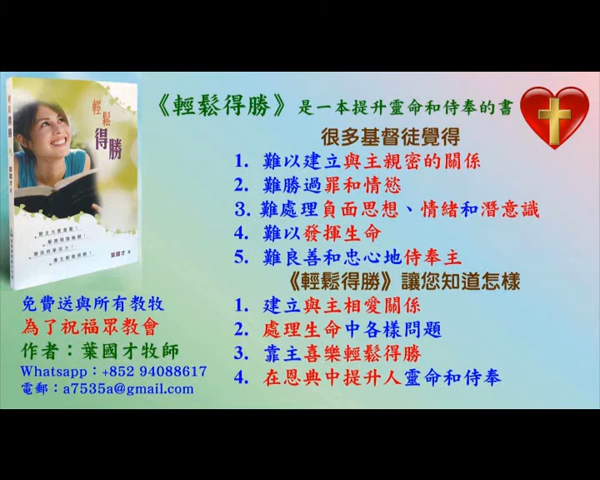 輕鬆
得勝
葉國才 著
《輕鬆得勝》是一本提升靈命和侍奉的書
很多基督徒覺得
1. 難以建立與主親密的關係
2. 難勝過罪和情慾
3. 難處理負面思想、情緒和潛意識
4. 難以發揮生命
5. 難良善和忠心地侍奉主
《輕鬆得勝》讓您知道怎樣
1. 建立與主相愛關係
2. 處理生命中各樣問題
3. 靠主喜樂輕鬆得勝
4. 在恩典中提升人靈命和侍奉
免費送與所有教牧
為了祝福眾教會
作者：葉國才牧師
Whatsapp：+852 94088617
電郵：a7535a@gmail.com